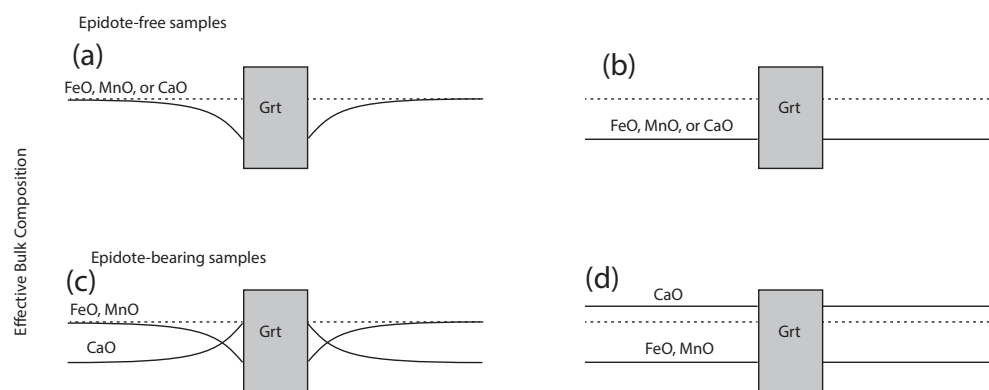 Epidote-free samples
(a)
FeO, MnO, or CaO
Grt
(b)
FeO, MnO, or CaO
Grt
Effective Bulk Composition
Epidote-bearing samples
(c)
FeO, MnO
CaO
Grt
(d)
CaO
FeO, MnO
Grt